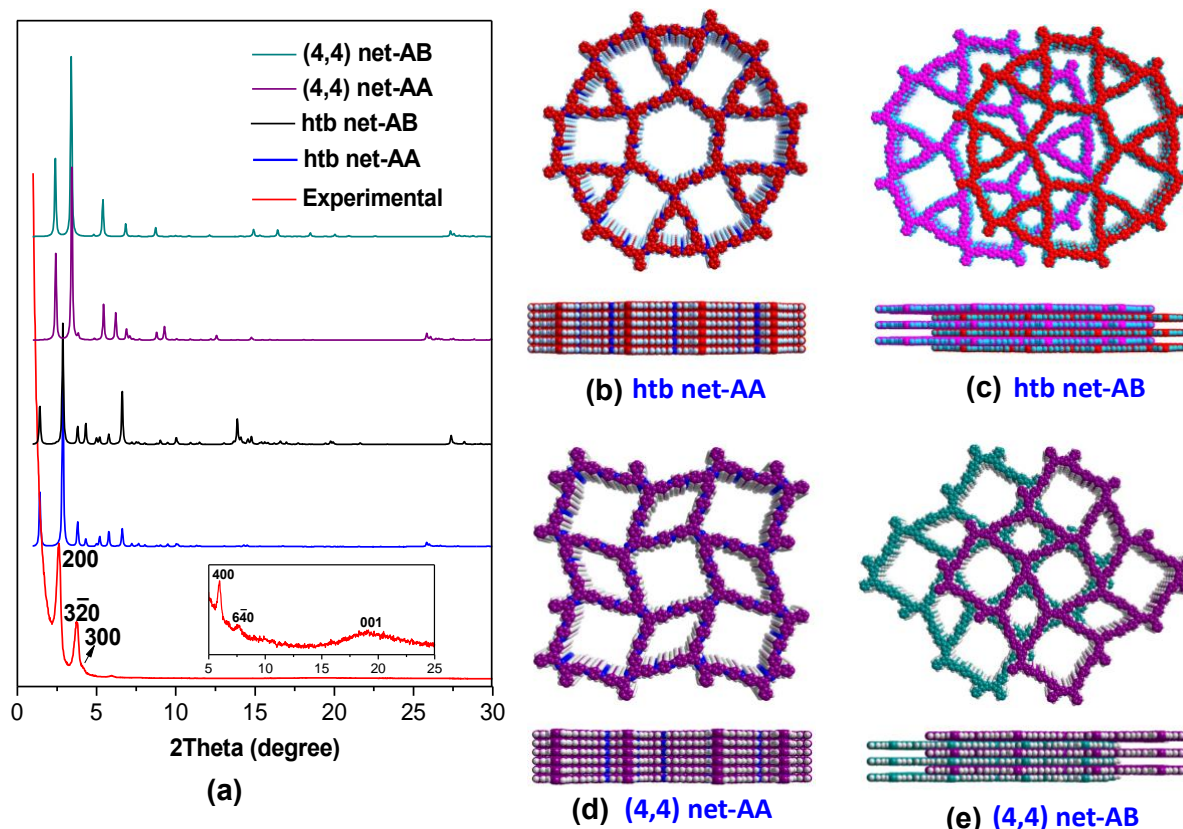 (4,4) net-AB
(4,4) net-AA
htb net-AB
htb net-AA
Experimental
200
32̄0
300
400
64̄0
001
5 10 15 20 25
0 5 10 15 20 25 30
2Theta (degree)
(a)
(b) htb net-AA
(c) htb net-AB
(d) (4,4) net-AA
(e) (4,4) net-AB